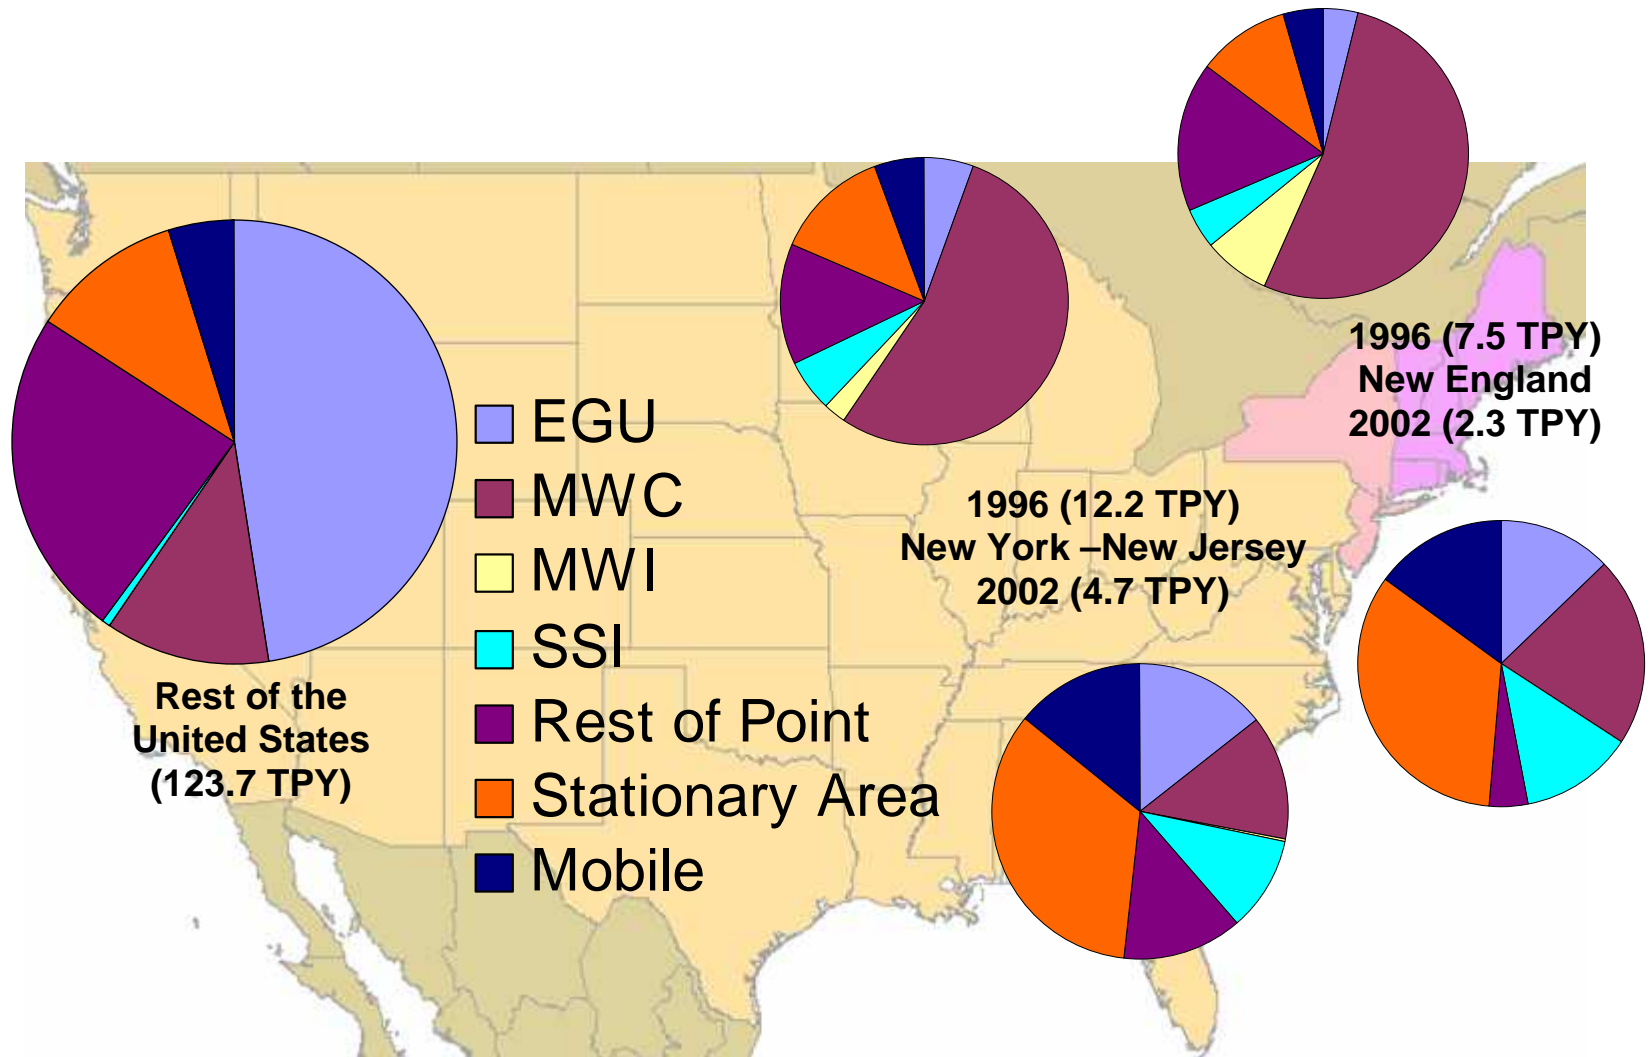 1996 (7.5 TPY)
New England
2002 (2.3 TPY)
EGU
MWC
MWI
SSI
Rest of Point
Stationary Area
Mobile
1996 (12.2 TPY)
New York –New Jersey
2002 (4.7 TPY)
Rest of the
United States
(123.7 TPY)